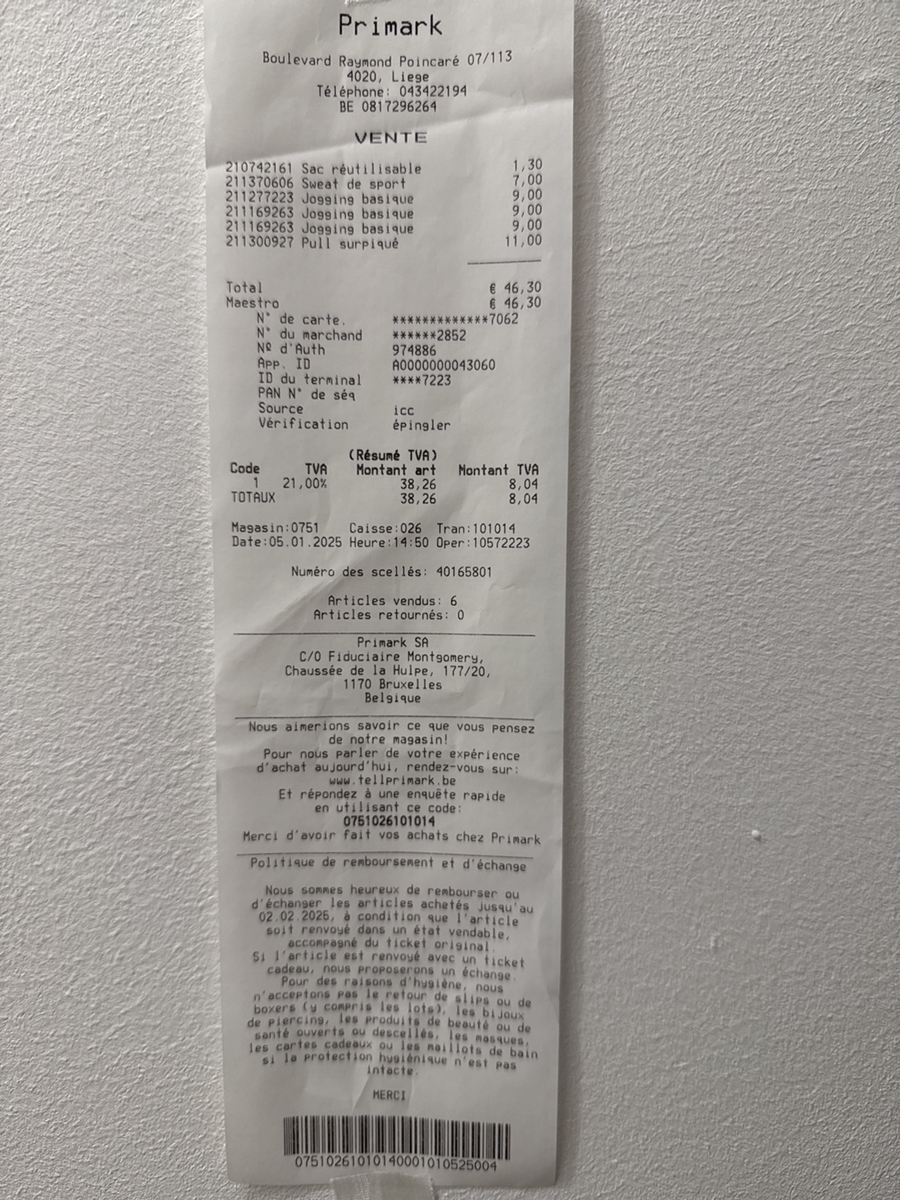 Primark
Boulevard Raymond Poincaré 07/113
4020, Liege
Téléphone: 043422194
BE 0817296264
VENTE
210742161 Sac réutilisable 1,30
211370606 Sweat de sport 7,00
211277223 Jogging basique 9,00
211169263 Jogging basique 9,00
211169263 Jogging basique 9,00
211300927 Pull surpiqué 11,00
Total € 46,30
Maestro € 46,30
N° de carte. *************7062
N° du marchand ******2852
Nº d'Auth 974886
App. ID A0000000043060
ID du terminal ****7223
PAN N° de séq
Source icc
Vérification épingler
(Résumé TVA)
Code TVA Montant art Montant TVA
1 21,00% 38,26 8,04
TOTAUX 38,26 8,04
Magasin:0751 Caisse:026 Tran:101014
Date:05.01.2025 Heure:14:50 Oper:10572223
Numéro des scellés: 40165801
Articles vendus: 6
Articles retournés: 0
Primark SA
C/O Fiduciaire Montgomery,
Chaussée de la Hulpe, 177/20,
1170 Bruxelles
Belgique
Nous aimerions savoir ce que vous pensez
de notre magasin!
Pour nous parler de votre expérience
d'achat aujourd'hui, rendez-vous sur:
www.tellprimark.be
Et répondez à une enquête rapide
en utilisant ce code:
0751026101014
Merci d'avoir fait vos achats chez Primark
Politique de remboursement et d'échange
Nous sommes heureux de rembourser ou
d'échanger les articles achetés jusqu'au
02.02.2025, à condition que l'article
soit renvoyé dans un état vendable,
accompagné du ticket original.
Si l'article est renvoyé avec un ticket
cadeau, nous proposerons un échange.
Pour des raisons d'hygiène, nous
n'acceptons pas le retour de slips ou de
boxers (y compris les lots), les bijoux
de piercing, les produits de beauté ou de
santé ouverts ou descellés, les masques,
les cartes cadeaux ou les maillots de bain
si la protection hygiénique n'est pas
intacte.
MERCI
07510261010140001010525004